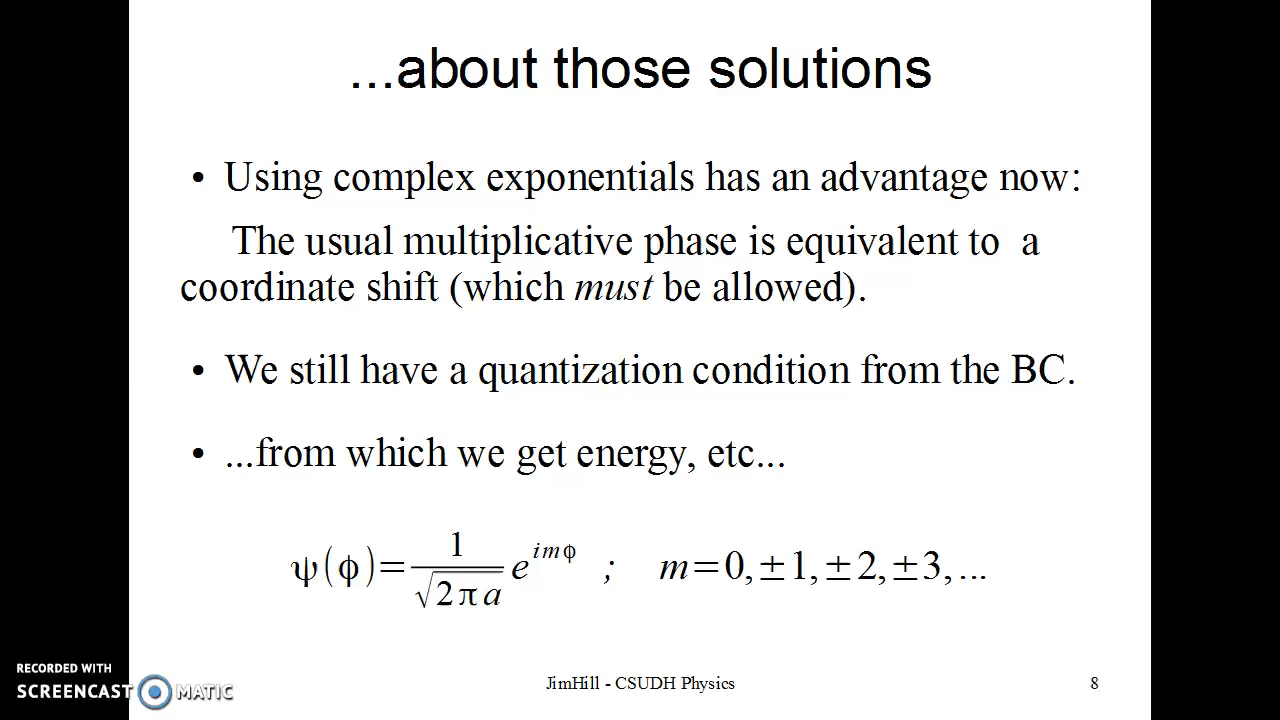 ...about those solutions
• Using complex exponentials has an advantage now:
The usual multiplicative phase is equivalent to a
coordinate shift (which must be allowed).
• We still have a quantization condition from the BC.
• ...from which we get energy, etc...
ψ(ϕ)=1/√2πa e^imϕ ; m=0,±1,±2,±3,...
RECORDED WITH
SCREENCAST MATIC
JimHill - CSUDH Physics
8